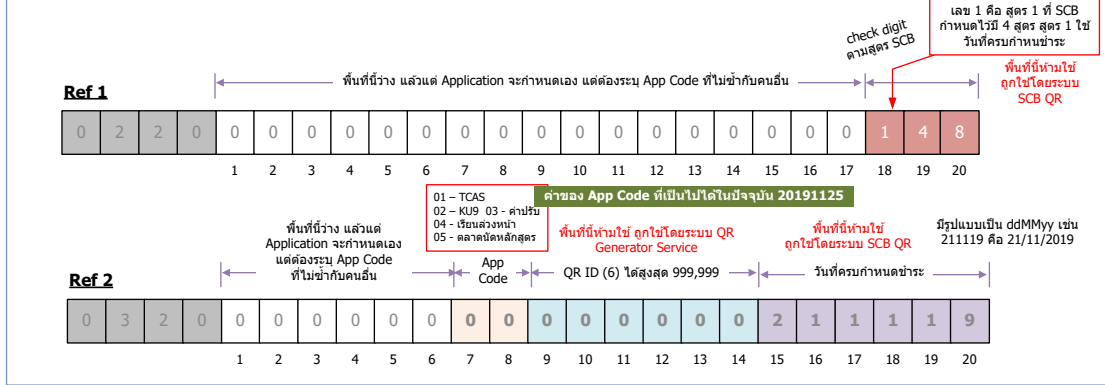 เลข 1 คือ สูตร 1 ที่ SCB
กำหนดไว้มี 4 สูตร สูตร 1 ใช้
วันที่ครบกำหนชำระ
check digit
ตามสูตร SCB
พื้นที่นี้ว่าง แล้วแต่ Application จะกำหนดเอง แต่ต้องระบุ App Code ที่ไม่ซ้ำกับคนอื่น
พื้นที่นี้ห้ามใช้
ถูกใช้โดยระบบ
SCB QR
Ref 1
0 2 2 0 0 0 0 0 0 0 0 0 0 0 0 0 0 0 0 0 0 1 4 8
1 2 3 4 5 6 7 8 9 10 11 12 13 14 15 16 17 18 19 20
01 – TCAS
02 – KU9 03 - ค่าปรับ
04 - เรียนล่วงหน้า
05 - ตลาดนัดหลักสูตร
ค่าของ App Code ที่เป็นไปได้ในปัจจุบัน 20191125
พื้นที่นี้ว่าง แล้วแต่
Application จะกำหนดเอง
แต่ต้องระบุ App Code
ที่ไม่ซ้ำกับคนอื่น
App
Code
พื้นที่นี้ห้ามใช้ ถูกใช้โดยระบบ QR
Generator Service
QR ID (6) ได้สูงสุด 999,999
พื้นที่นี้ห้ามใช้
ถูกใช้โดยระบบ SCB QR
วันที่ครบกำหนดชำระ
มีรูปแบบเป็น ddMMyy เช่น
211119 คือ 21/11/2019
Ref 2
0 3 2 0 0 0 0 0 0 0 0 0 0 0 0 0 0 0 2 1 1 1 1 9
1 2 3 4 5 6 7 8 9 10 11 12 13 14 15 16 17 18 19 20